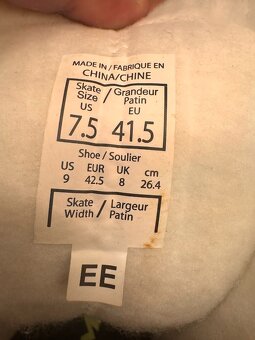 MADE IN / FABRIQUE EN
CHINA/CHINE
Skate / Grandeur
Size / Patin
US EU
7.5 41.5
Shoe / Soulier
US EUR UK cm
9 42.5 8 26.4
Skate / Largeur
Width / Patin
EE